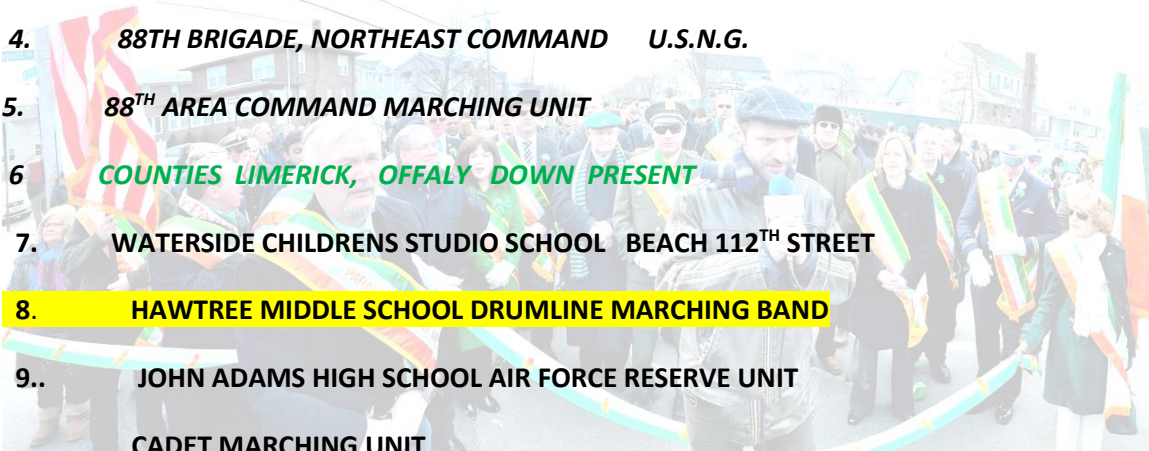 4. 88TH BRIGADE, NORTHEAST COMMAND U.S.N.G.
5. 88TH AREA COMMAND MARCHING UNIT
6 COUNTIES LIMERICK, OFFALY DOWN PRESENT
7. WATERSIDE CHILDRENS STUDIO SCHOOL BEACH 112TH STREET
8. HAWTREE MIDDLE SCHOOL DRUMLINE MARCHING BAND
9.. JOHN ADAMS HIGH SCHOOL AIR FORCE RESERVE UNIT
CADET MARCHING UNIT